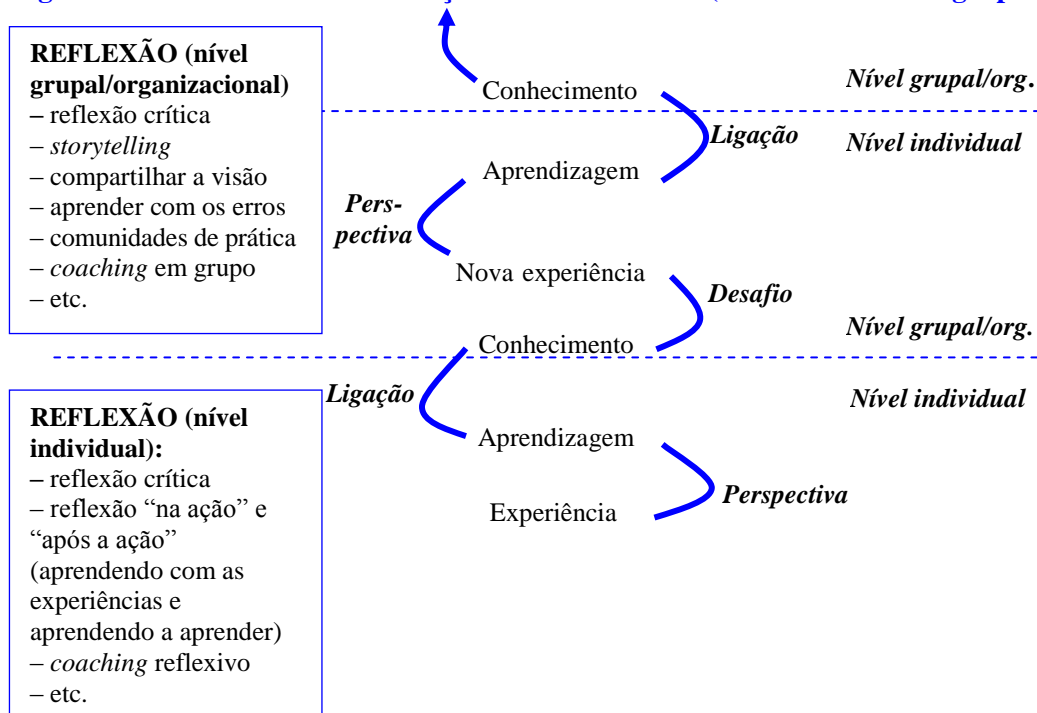 REFLEXÃO (nível
grupal/organizacional)
– reflexão crítica
– storytelling
– compartilhar a visão
– aprender com os erros
– comunidades de prática
– coaching em grupo
– etc.
Conhecimento
Nível grupal/org.
Ligação
Nível individual
Aprendizagem
Pers-
pectiva
Nova experiência
Desafio
Nível grupal/org.
Conhecimento
Ligação
Nível individual
REFLEXÃO (nível
individual):
– reflexão crítica
– reflexão “na ação” e
“após a ação”
(aprendendo com as
experiências e
aprendendo a aprender)
– coaching reflexivo
– etc.
Aprendizagem
Perspectiva
Experiência